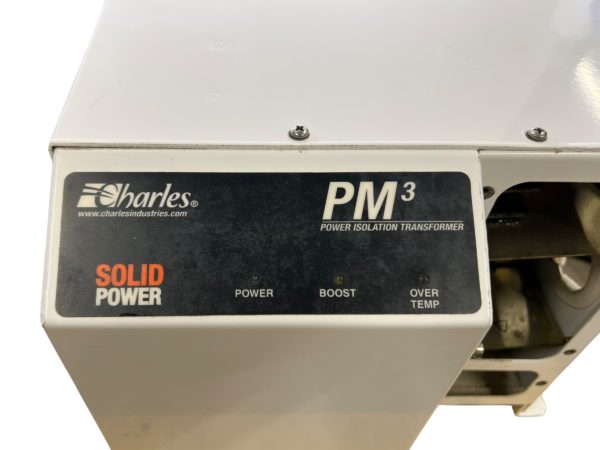 Charles®
www.charlesindustries.com
PM³
POWER ISOLATION TRANSFORMER
SOLID
POWER
POWER
BOOST
OVER
TEMP